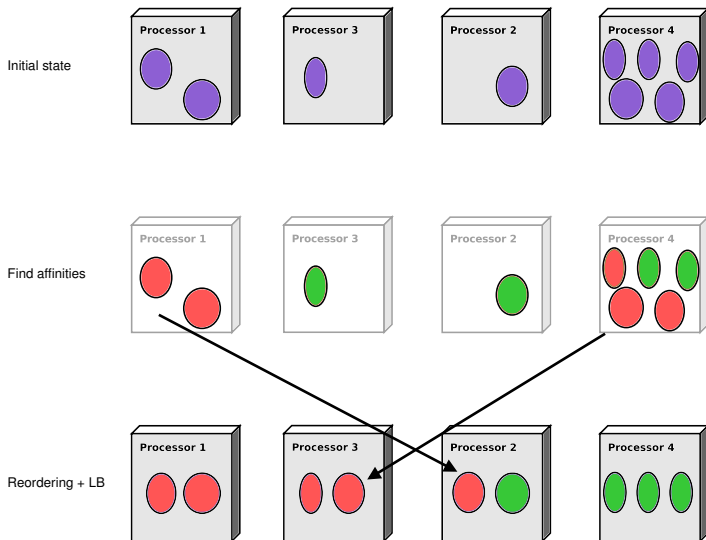 Initial state
Processor 1
Processor 3
Processor 2
Processor 4
Find affinities
Processor 1
Processor 3
Processor 2
Processor 4
Reordering + LB
Processor 1
Processor 3
Processor 2
Processor 4